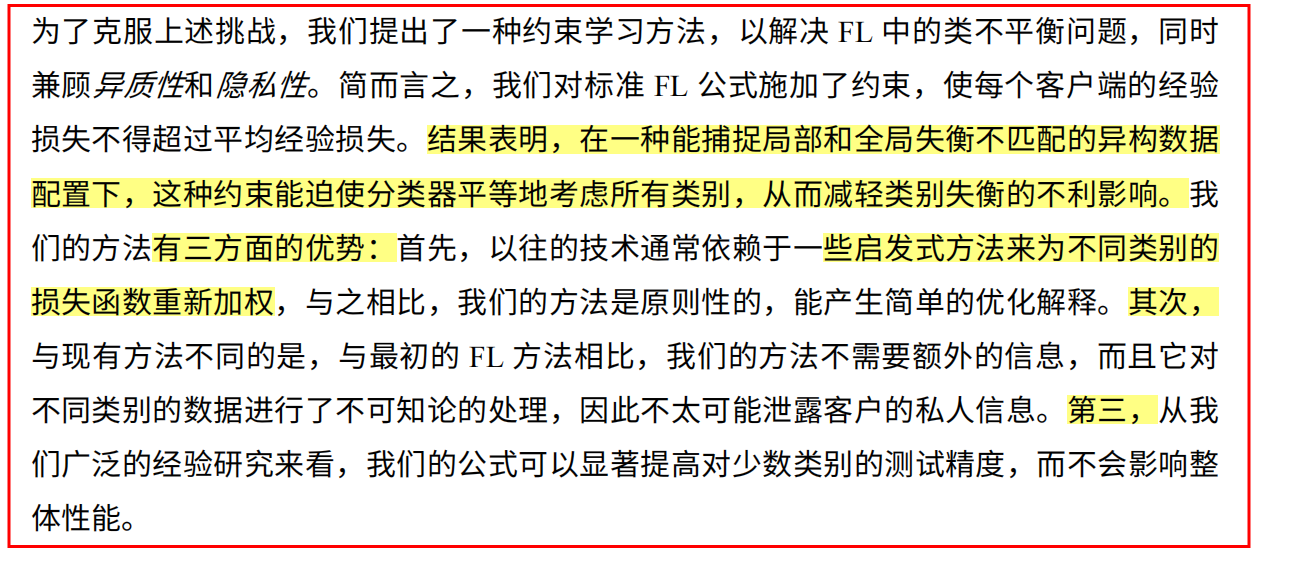 为了克服上述挑战，我们提出了一种约束学习方法，以解决 FL 中的类不平衡问题，同时
兼顾异质性和隐私性。简而言之，我们对标准 FL 公式施加了约束，使每个客户端的经验
损失不得超过平均经验损失。结果表明，在一种能捕捉局部和全局失衡不匹配的异构数据
配置下，这种约束能迫使分类器平等地考虑所有类别，从而减轻类别失衡的不利影响。我
们的方法有三方面的优势：首先，以往的技术通常依赖于一些启发式方法来为不同类别的
损失函数重新加权，与之相比，我们的方法是原则性的，能产生简单的优化解释。其次，
与现有方法不同的是，与最初的 FL 方法相比，我们的方法不需要额外的信息，而且它对
不同类别的数据进行了不可知论的处理，因此不太可能泄露客户的私人信息。第三，从我
们广泛的经验研究来看，我们的公式可以显著提高对少数类别的测试精度，而不会影响整
体性能。